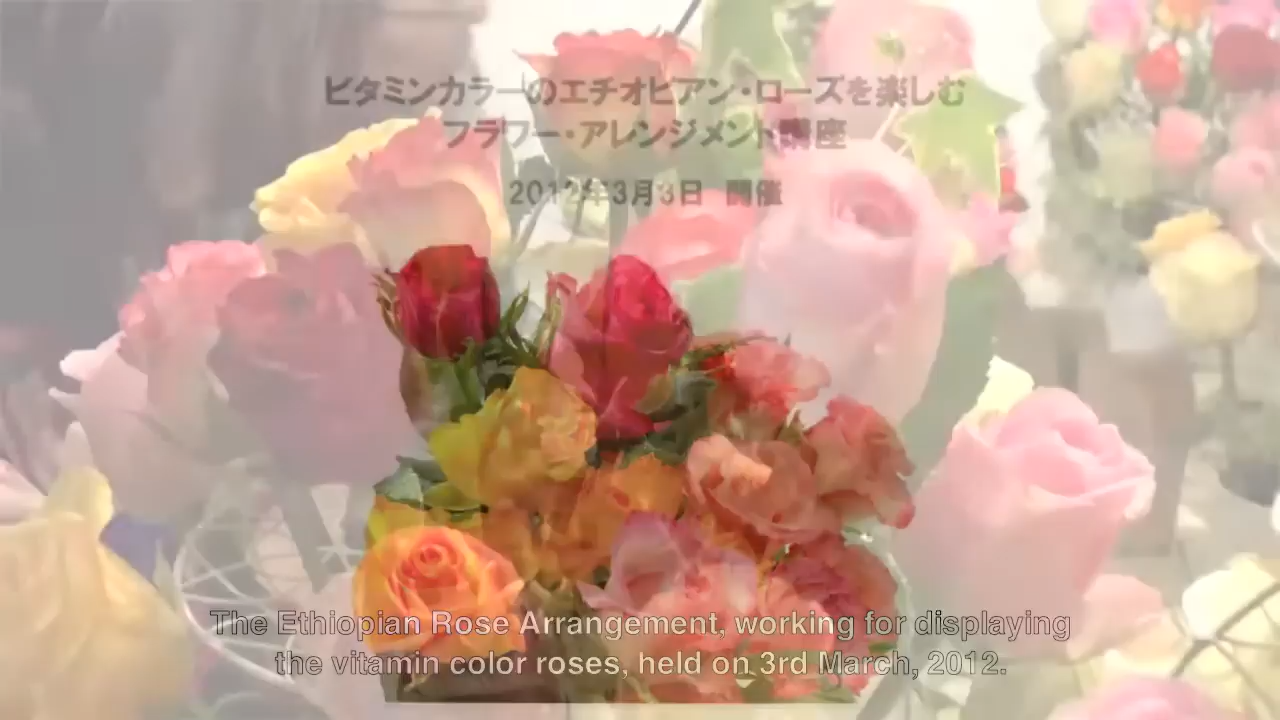 ビタミンカラーのエチオピアン・ローズを楽しむ
フラワー・アレンジメント講座
2012年3月3日 開催
The Ethiopian Rose Arrangement, working for displaying
the vitamin color roses, held on 3rd March, 2012.